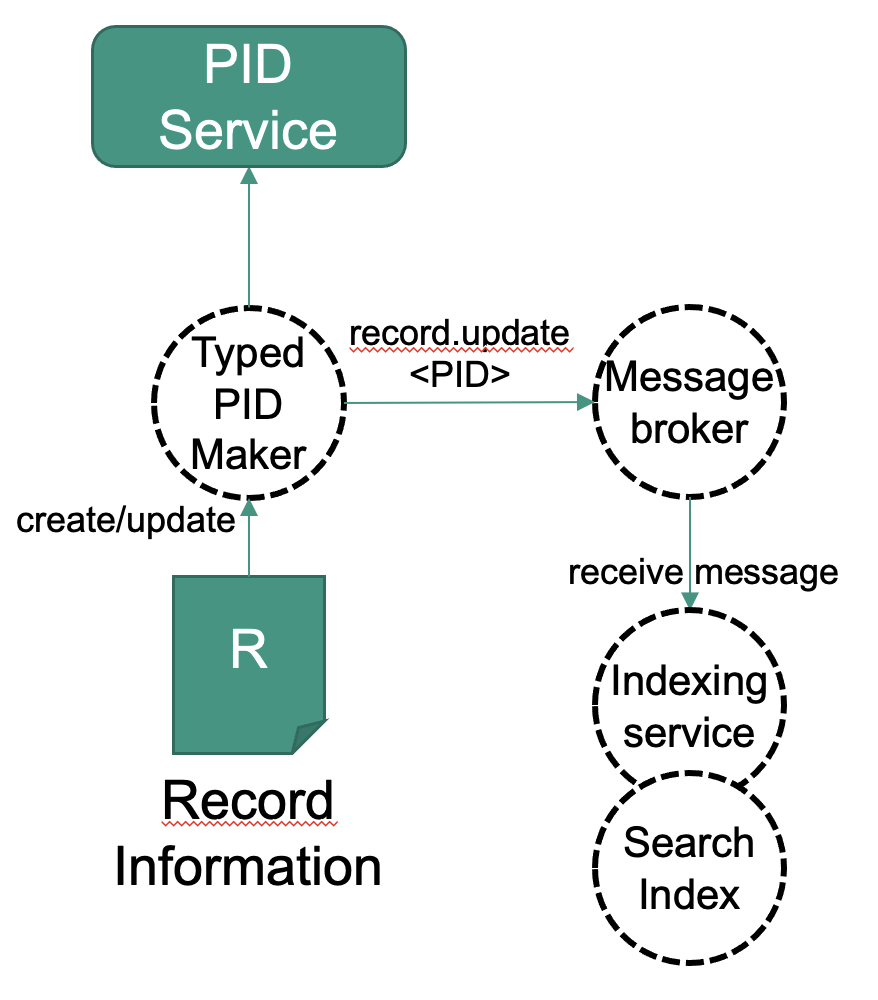 PID
Service
Typed
PID
Maker
record.update
<PID>
Message
broker
create/update
receive message
R
Indexing
service
Record
Information
Search
Index